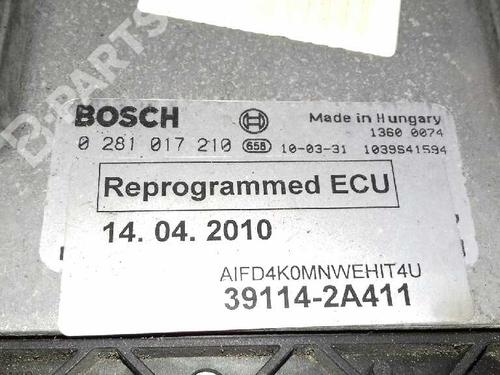 B-PARTS
BOSCH
Made in Hungary
1360 0074
0 281 017 210 658 10-03-31 1039S41594
Reprogrammed ECU
14. 04. 2010
AIFD4K0MNWEHIT4U
39114-2A411